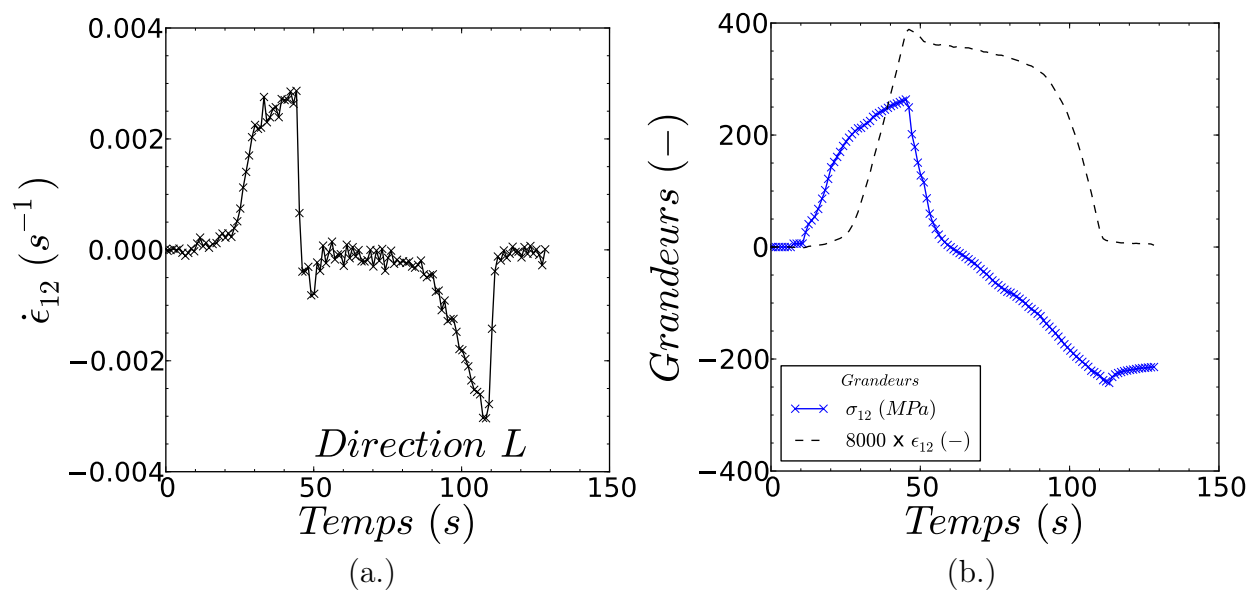 0.004
0.002
0.000
−0.002
−0.004
0
50
100
150
ϵ̇₁₂ (s⁻¹)
Direction L
Temps (s)
(a.)
400
200
0
−200
−400
0
50
100
150
Grandeurs (−)
Grandeurs
σ₁₂ (MPa)
8000 x ϵ₁₂ (−)
Temps (s)
(b.)